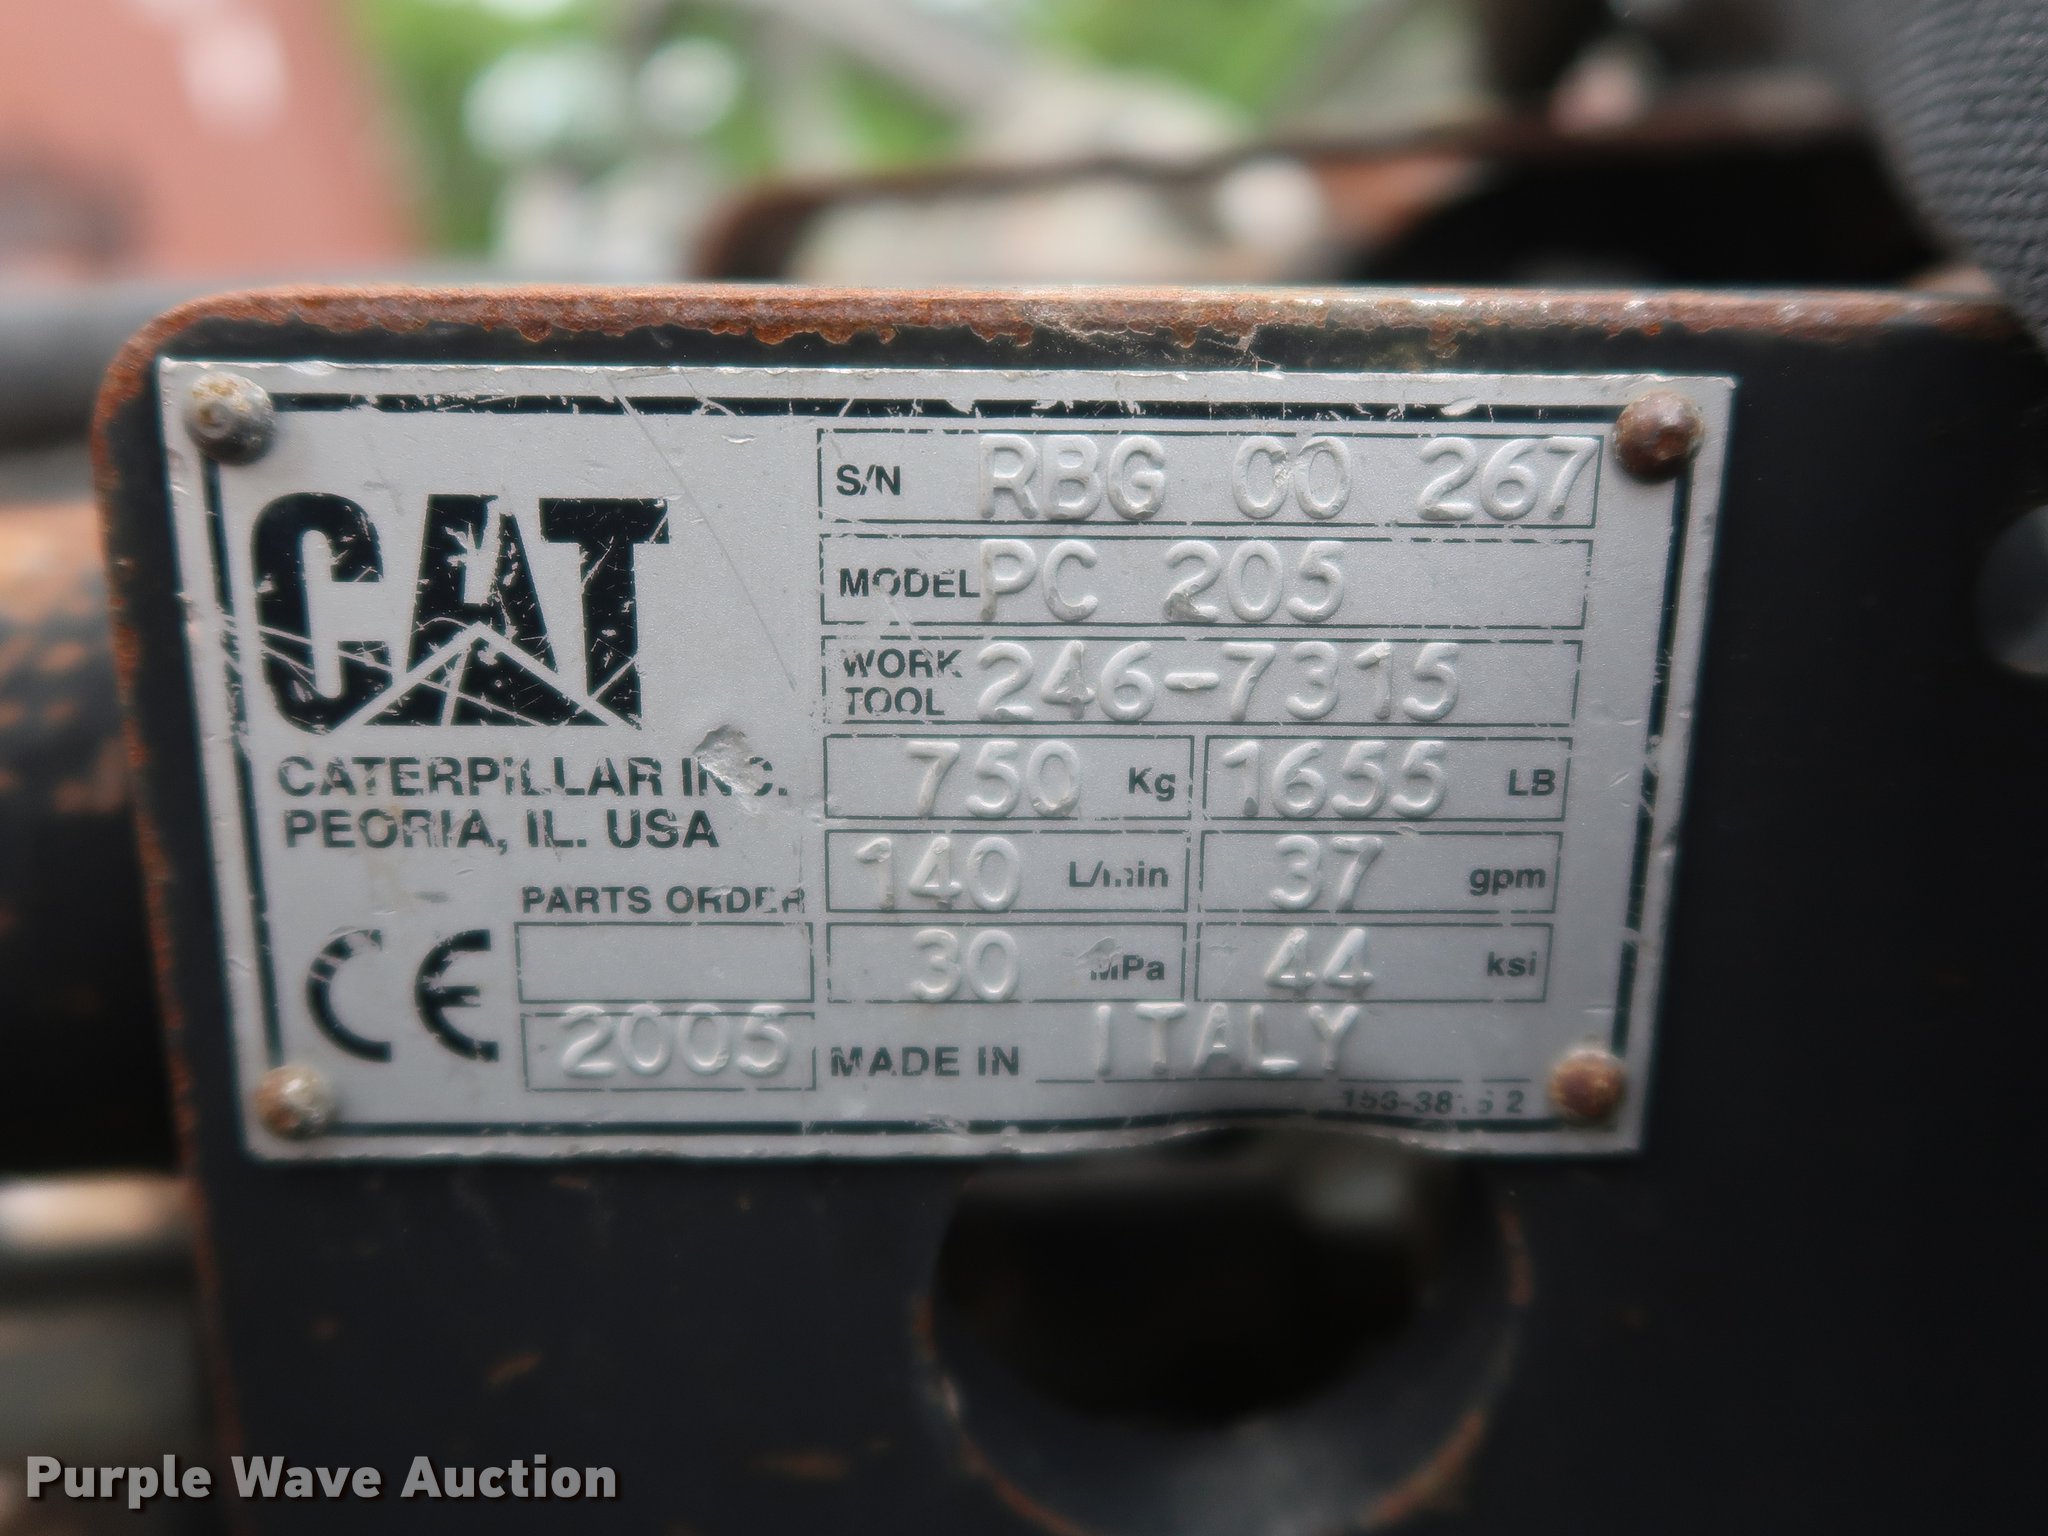 CAT
CATERPILLAR INC.
PEORIA, IL. USA
S/N RBG 00 267
MODEL PC 205
WORK TOOL 246-7315
750 Kg 1655 LB
140 L/min 37 gpm
30 MPa 44 ksi
PARTS ORDER
CE
2005
MADE IN ITALY
Purple Wave Auction